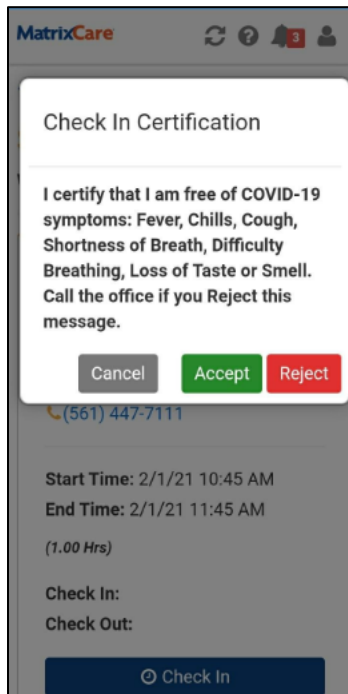 MatrixCare
3
Check In Certification
I certify that I am free of COVID-19
symptoms: Fever, Chills, Cough,
Shortness of Breath, Difficulty
Breathing, Loss of Taste or Smell.
Call the office if you Reject this
message.
Cancel Accept Reject
(561) 447-7111
Start Time: 2/1/21 10:45 AM
End Time: 2/1/21 11:45 AM
(1.00 Hrs)
Check In:
Check Out:
Check In